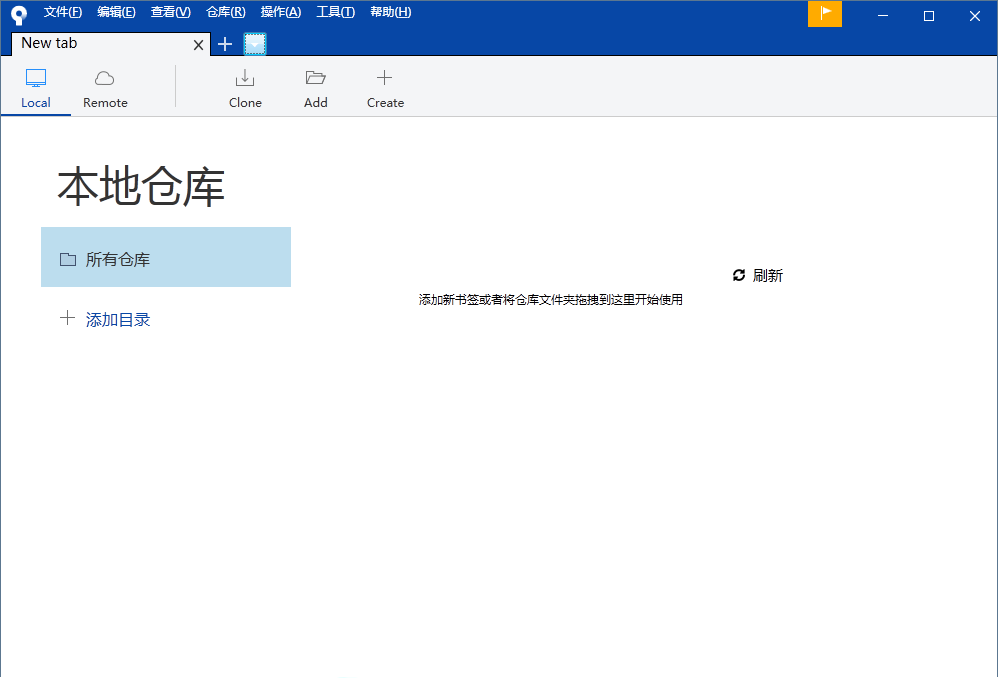 文件(F) 编辑(E) 查看(V) 仓库(R) 操作(A) 工具(T) 帮助(H)
New tab
Local Remote Clone Add Create
本地仓库
所有仓库
刷新
添加新书签或者将仓库文件夹拖拽到这里开始使用
添加目录